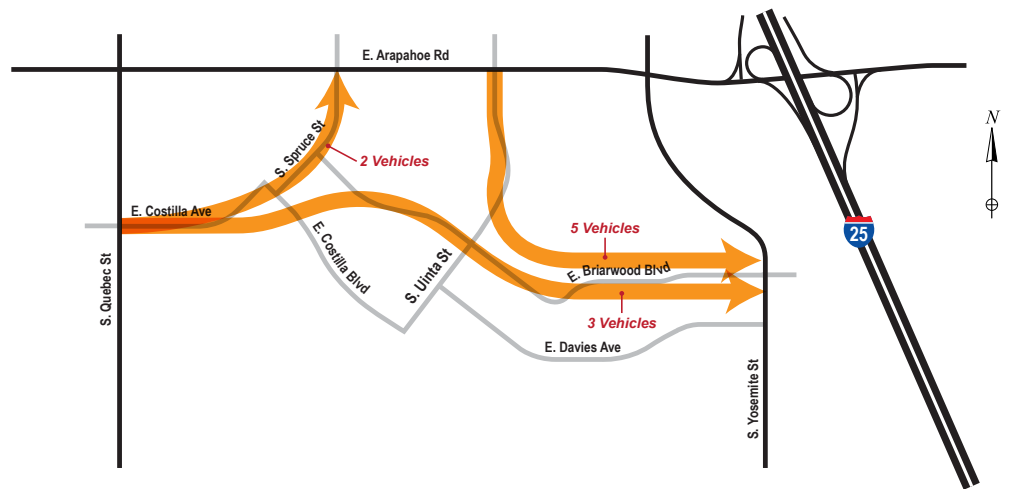 E. Arapahoe Rd
N
S. Spruce St
2 Vehicles
E. Costilla Ave
5 Vehicles
25
E. Costilla Blvd
S. Uinta St
S. Quebec St
E. Briarwood Blvd
3 Vehicles
E. Davies Ave
S. Yosemite St